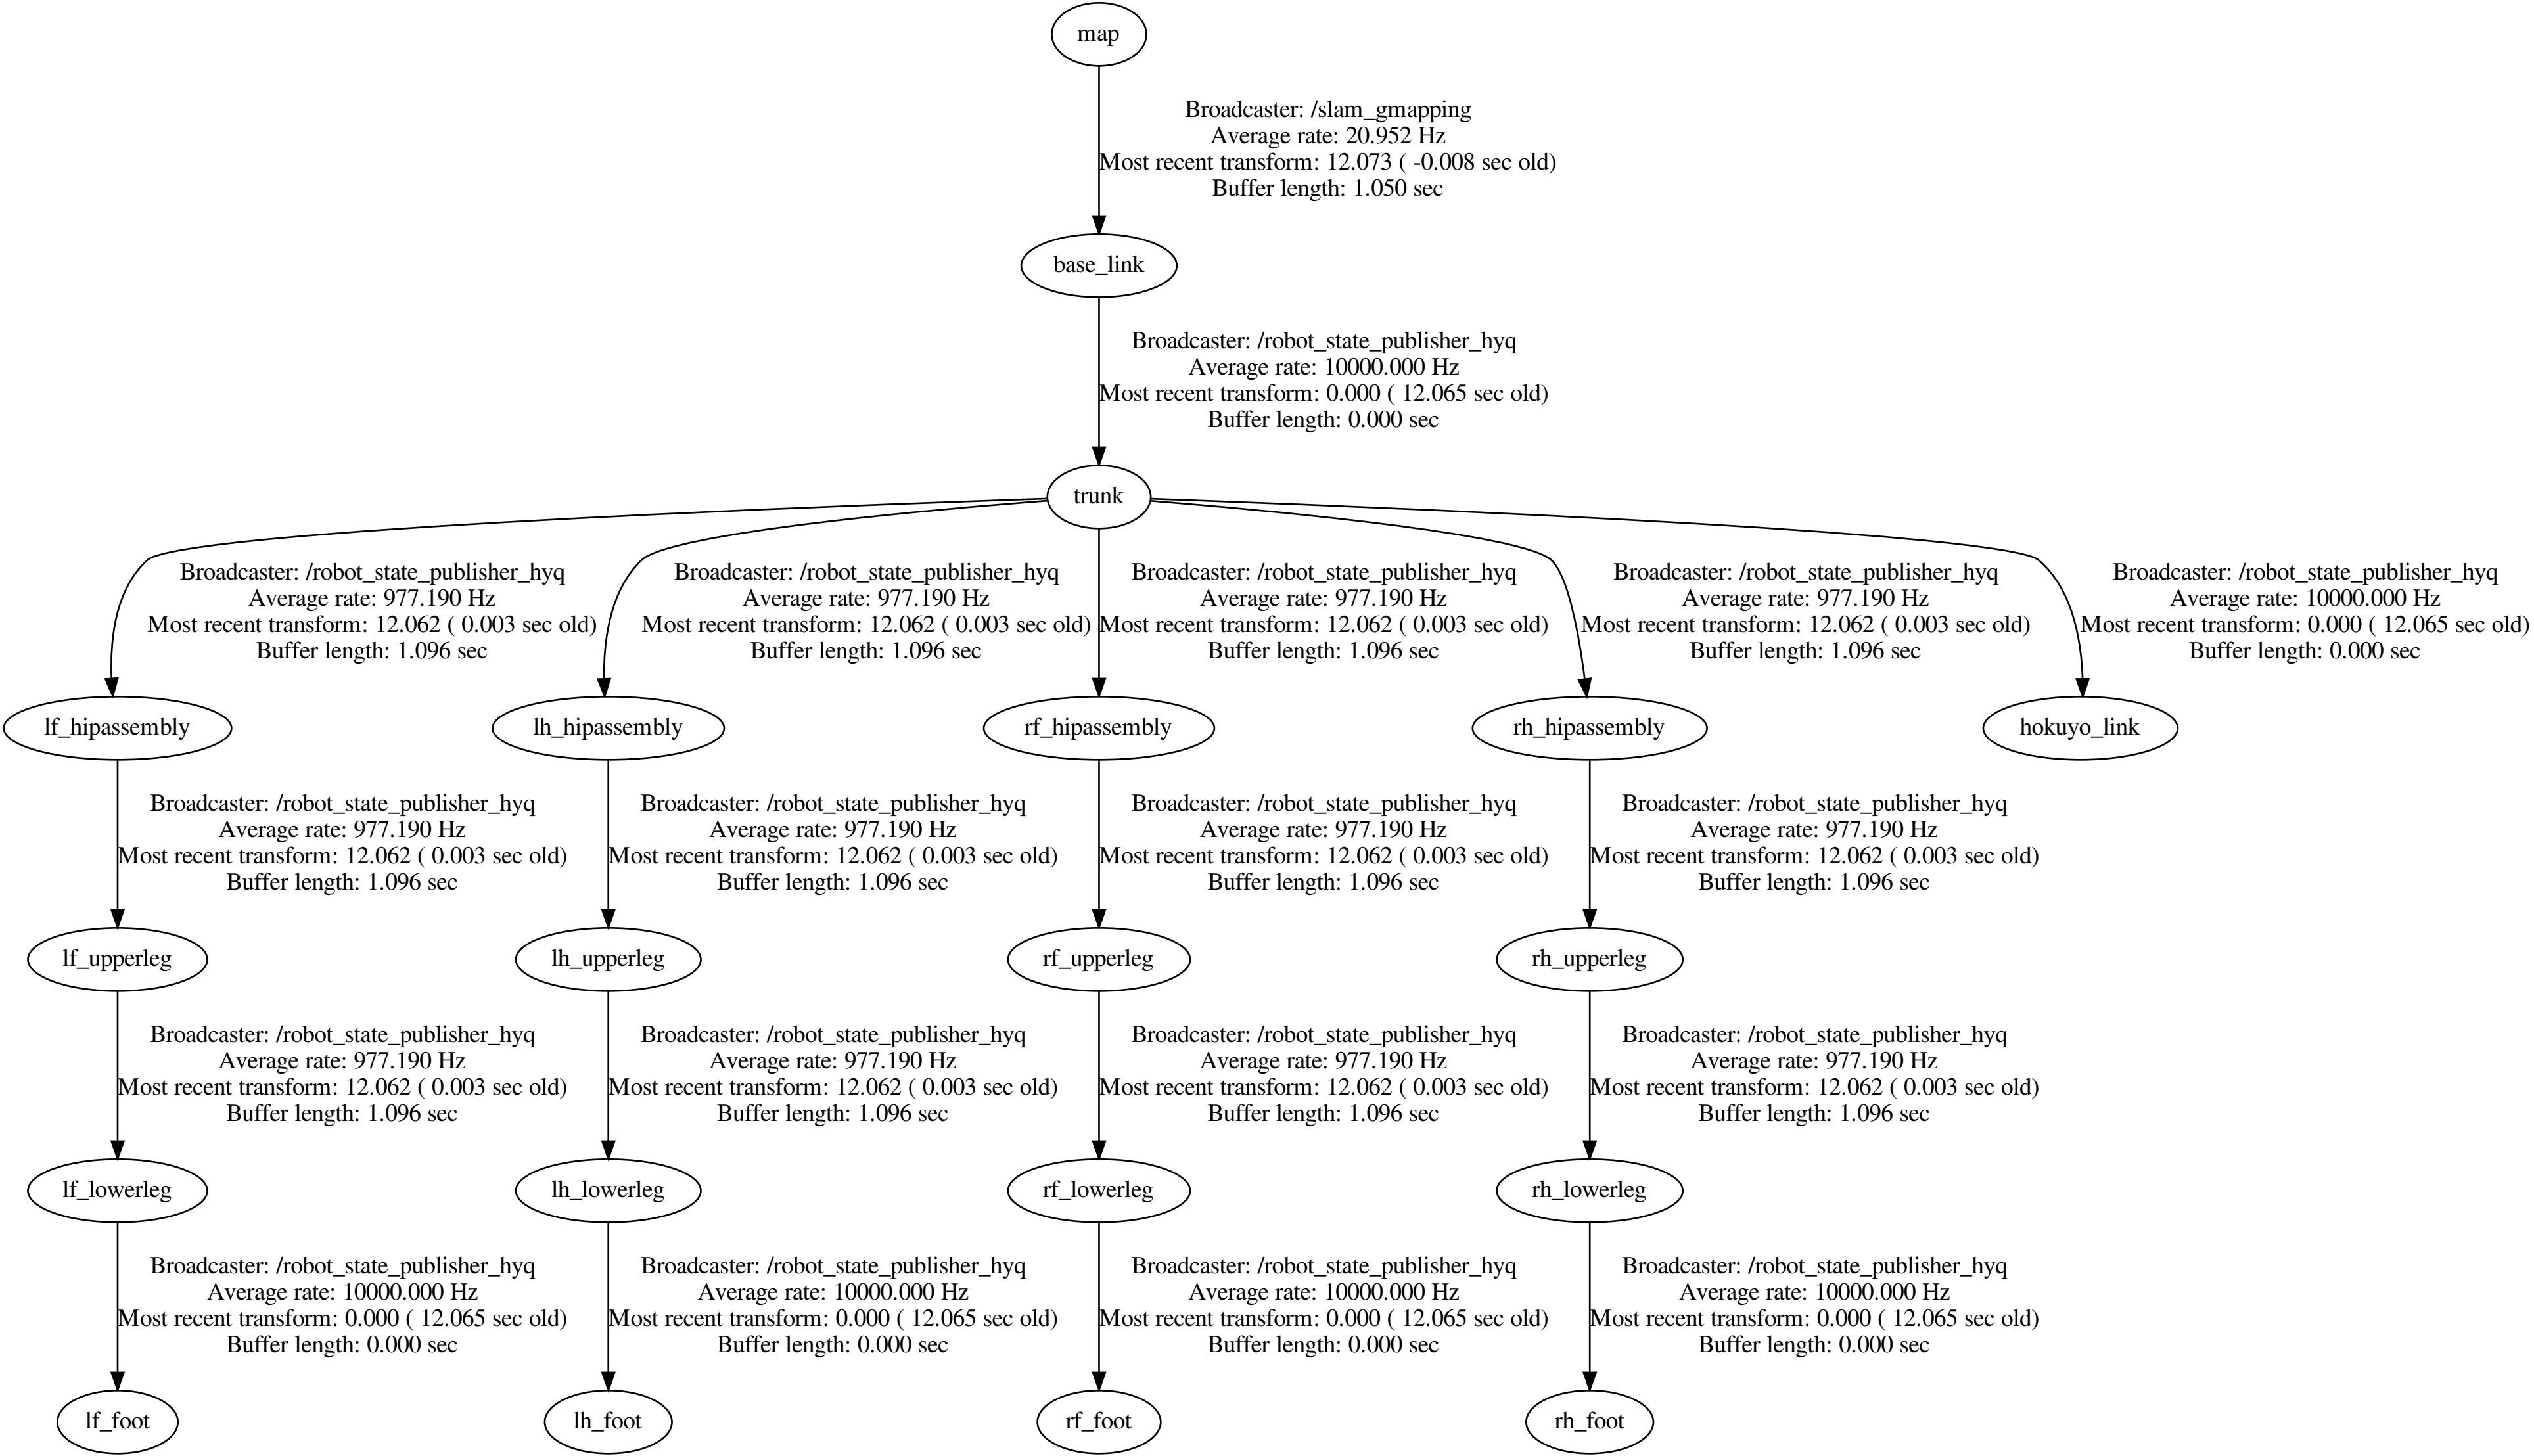 map
Broadcaster: /slam_gmapping
Average rate: 20.952 Hz
Most recent transform: 12.073 ( -0.008 sec old)
Buffer length: 1.050 sec
base_link
Broadcaster: /robot_state_publisher_hyq
Average rate: 10000.000 Hz
Most recent transform: 0.000 ( 12.065 sec old)
Buffer length: 0.000 sec
trunk
Broadcaster: /robot_state_publisher_hyq
Average rate: 977.190 Hz
Most recent transform: 12.062 ( 0.003 sec old)
Buffer length: 1.096 sec
Broadcaster: /robot_state_publisher_hyq
Average rate: 977.190 Hz
Most recent transform: 12.062 ( 0.003 sec old)
Buffer length: 1.096 sec
Broadcaster: /robot_state_publisher_hyq
Average rate: 977.190 Hz
Most recent transform: 12.062 ( 0.003 sec old)
Buffer length: 1.096 sec
Broadcaster: /robot_state_publisher_hyq
Average rate: 977.190 Hz
Most recent transform: 12.062 ( 0.003 sec old)
Buffer length: 1.096 sec
Broadcaster: /robot_state_publisher_hyq
Average rate: 10000.000 Hz
Most recent transform: 0.000 ( 12.065 sec old)
Buffer length: 0.000 sec
lf_hipassembly
lh_hipassembly
rf_hipassembly
rh_hipassembly
hokuyo_link
Broadcaster: /robot_state_publisher_hyq
Average rate: 977.190 Hz
Most recent transform: 12.062 ( 0.003 sec old)
Buffer length: 1.096 sec
Broadcaster: /robot_state_publisher_hyq
Average rate: 977.190 Hz
Most recent transform: 12.062 ( 0.003 sec old)
Buffer length: 1.096 sec
Broadcaster: /robot_state_publisher_hyq
Average rate: 977.190 Hz
Most recent transform: 12.062 ( 0.003 sec old)
Buffer length: 1.096 sec
Broadcaster: /robot_state_publisher_hyq
Average rate: 977.190 Hz
Most recent transform: 12.062 ( 0.003 sec old)
Buffer length: 1.096 sec
lf_upperleg
lh_upperleg
rf_upperleg
rh_upperleg
Broadcaster: /robot_state_publisher_hyq
Average rate: 977.190 Hz
Most recent transform: 12.062 ( 0.003 sec old)
Buffer length: 1.096 sec
Broadcaster: /robot_state_publisher_hyq
Average rate: 977.190 Hz
Most recent transform: 12.062 ( 0.003 sec old)
Buffer length: 1.096 sec
Broadcaster: /robot_state_publisher_hyq
Average rate: 977.190 Hz
Most recent transform: 12.062 ( 0.003 sec old)
Buffer length: 1.096 sec
Broadcaster: /robot_state_publisher_hyq
Average rate: 977.190 Hz
Most recent transform: 12.062 ( 0.003 sec old)
Buffer length: 1.096 sec
lf_lowerleg
lh_lowerleg
rf_lowerleg
rh_lowerleg
Broadcaster: /robot_state_publisher_hyq
Average rate: 10000.000 Hz
Most recent transform: 0.000 ( 12.065 sec old)
Buffer length: 0.000 sec
Broadcaster: /robot_state_publisher_hyq
Average rate: 10000.000 Hz
Most recent transform: 0.000 ( 12.065 sec old)
Buffer length: 0.000 sec
Broadcaster: /robot_state_publisher_hyq
Average rate: 10000.000 Hz
Most recent transform: 0.000 ( 12.065 sec old)
Buffer length: 0.000 sec
Broadcaster: /robot_state_publisher_hyq
Average rate: 10000.000 Hz
Most recent transform: 0.000 ( 12.065 sec old)
Buffer length: 0.000 sec
lf_foot
lh_foot
rf_foot
rh_foot